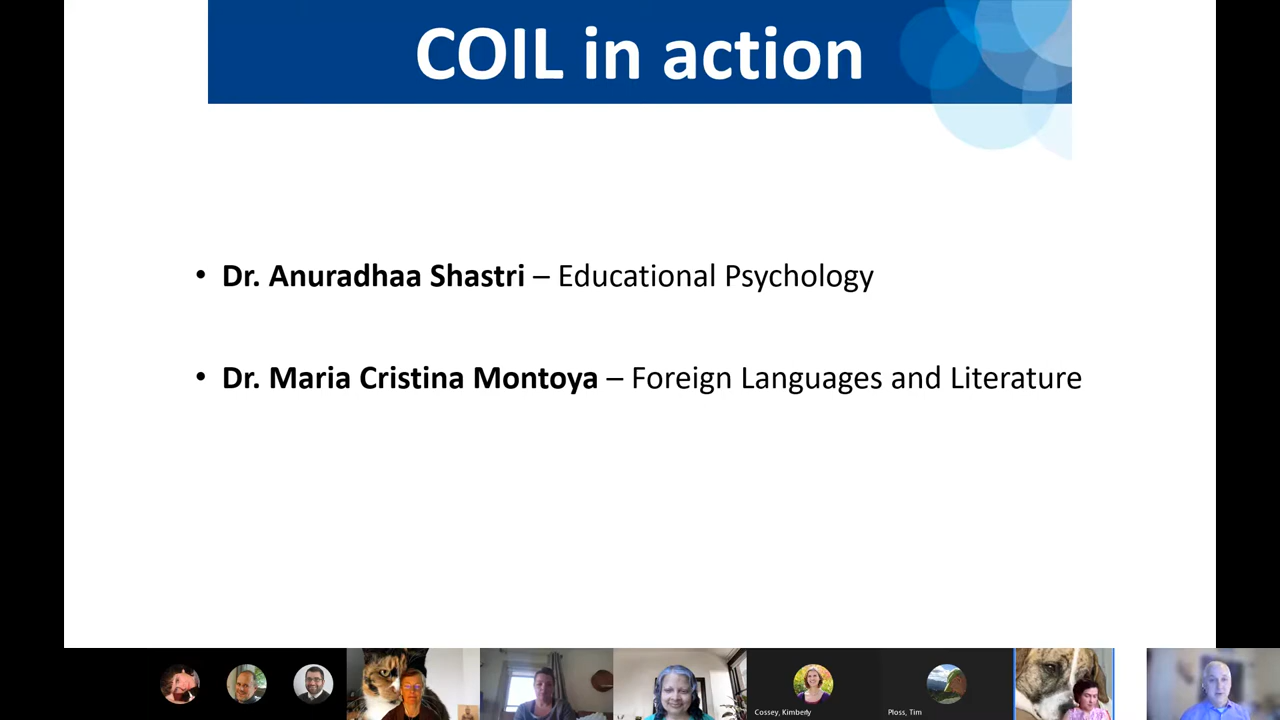 COIL in action
• Dr. Anuradhaa Shastri – Educational Psychology
• Dr. Maria Cristina Montoya – Foreign Languages and Literature
Cossey, Kimberly
Ploss, Tim